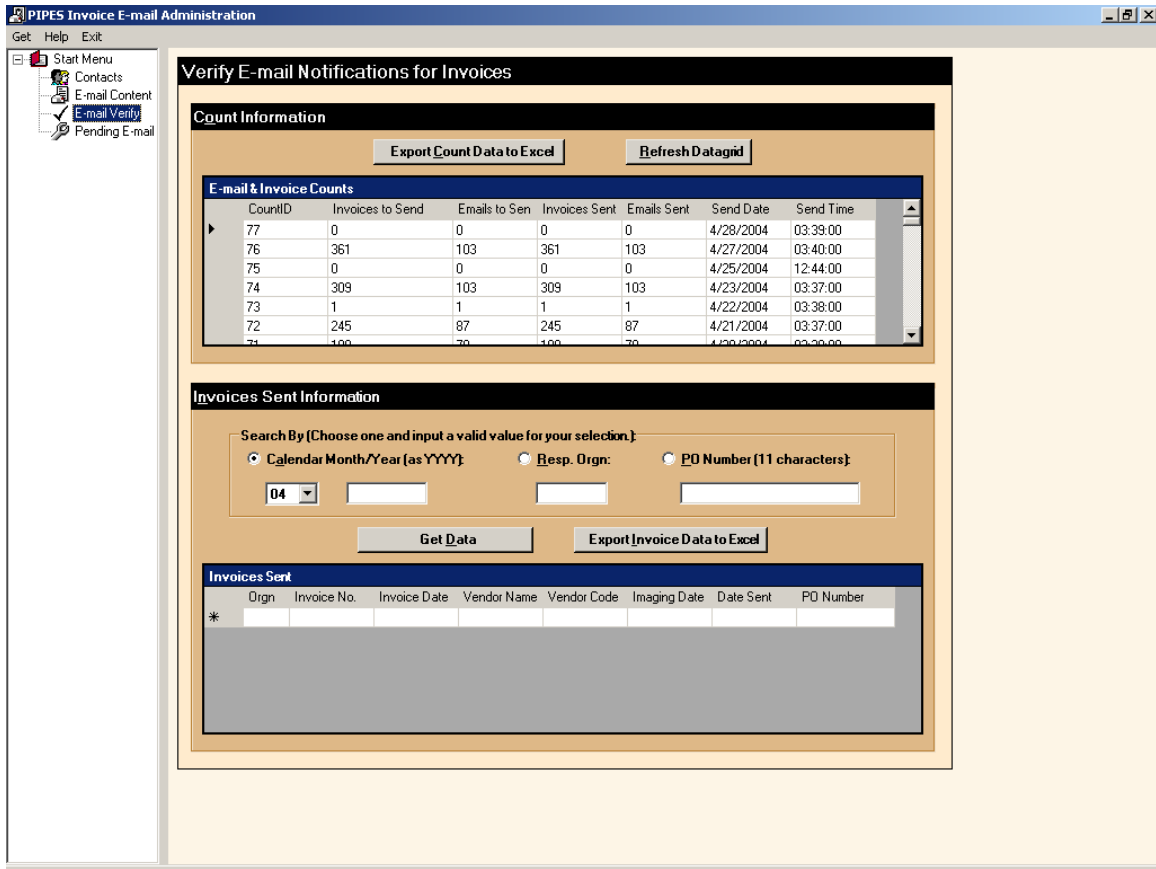 PIPES Invoice E-mail Administration
Get Help Exit
Start Menu
Contacts
E-mail Content
E-mail Verify
Pending E-mail
Verify E-mail Notifications for Invoices
Count Information
Export Count Data to Excel Refresh Datagrid
E-mail & Invoice Counts
CountID Invoices to Send Emails to Sen Invoices Sent Emails Sent Send Date Send Time
77 0 0 0 0 4/28/2004 03:39:00
76 361 103 361 103 4/27/2004 03:40:00
75 0 0 0 0 4/25/2004 12:44:00
74 309 103 309 103 4/23/2004 03:37:00
73 1 1 1 1 4/22/2004 03:38:00
72 245 87 245 87 4/21/2004 03:37:00
Invoices Sent Information
Search By (Choose one and input a valid value for your selection.):
Calendar Month/Year (as YYYY): Resp. Orgn: PO Number (11 characters):
04
Get Data Export Invoice Data to Excel
Invoices Sent
Orgn Invoice No. Invoice Date Vendor Name Vendor Code Imaging Date Date Sent PO Number